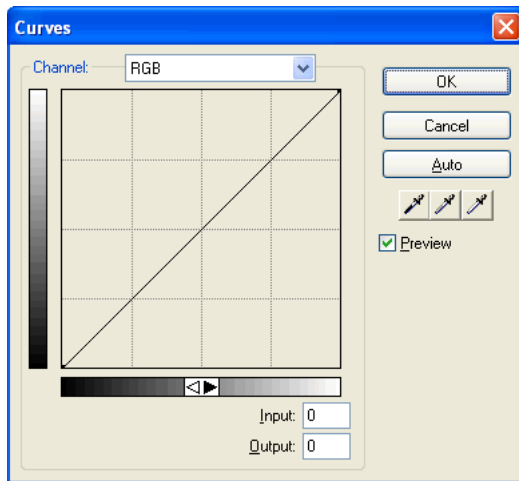 Curves
Channel: RGB
OK
Cancel
Auto
Preview
Input: 0
Output: 0